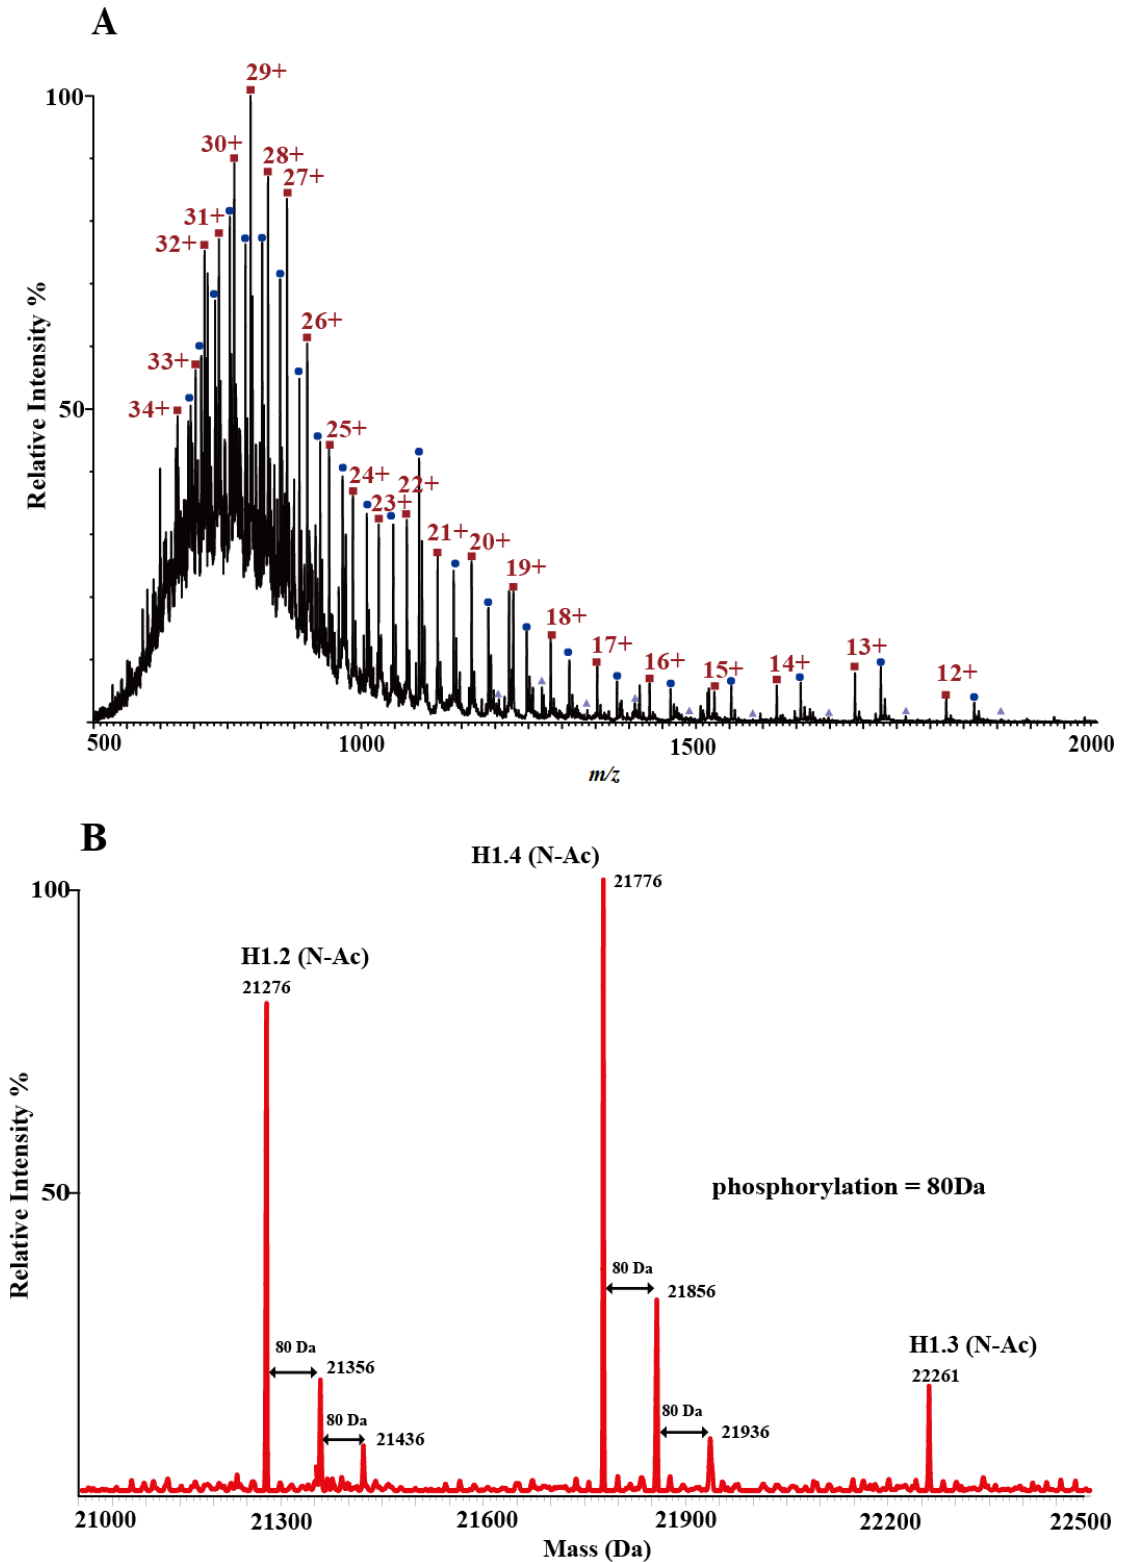 A
29+
100
30+
28+
27+
31+
32+
26+
33+
34+
50
25+
24+
22+
23+
21+
20+
19+
18+
17+
16+
15+
14+
13+
12+
Relative Intensity %
500 1000 1500 2000
m/z
B
H1.4 (N-Ac)
100
21776
H1.2 (N-Ac)
21276
50
phosphorylation = 80Da
80 Da
21856
H1.3 (N-Ac)
22261
80 Da
21356
80 Da
21436
80 Da
21936
Relative Intensity %
21000 21300 21600 21900 22200 22500
Mass (Da)